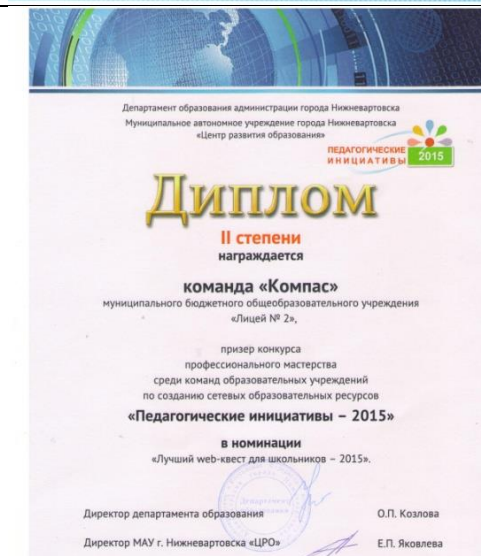 Департамент образования администрации города Нижневартовска
Муниципальное автономное учреждение города Нижневартовска
«Центр развития образования»
ПЕДАГОГИЧЕСКИЕ
ИНИЦИАТИВЫ
2015
Диплом
II степени
награждается
команда «Компас»
муниципального бюджетного общеобразовательного учреждения
«Лицей № 2»,
призер конкурса
профессионального мастерства
среди команд образовательных учреждений
по созданию сетевых образовательных ресурсов
«Педагогические инициативы – 2015»
в номинации
«Лучший web-квест для школьников – 2015».
Директор департамента образования О.П. Козлова
Директор МАУ г. Нижневартовска «ЦРО» Е.П. Яковлева